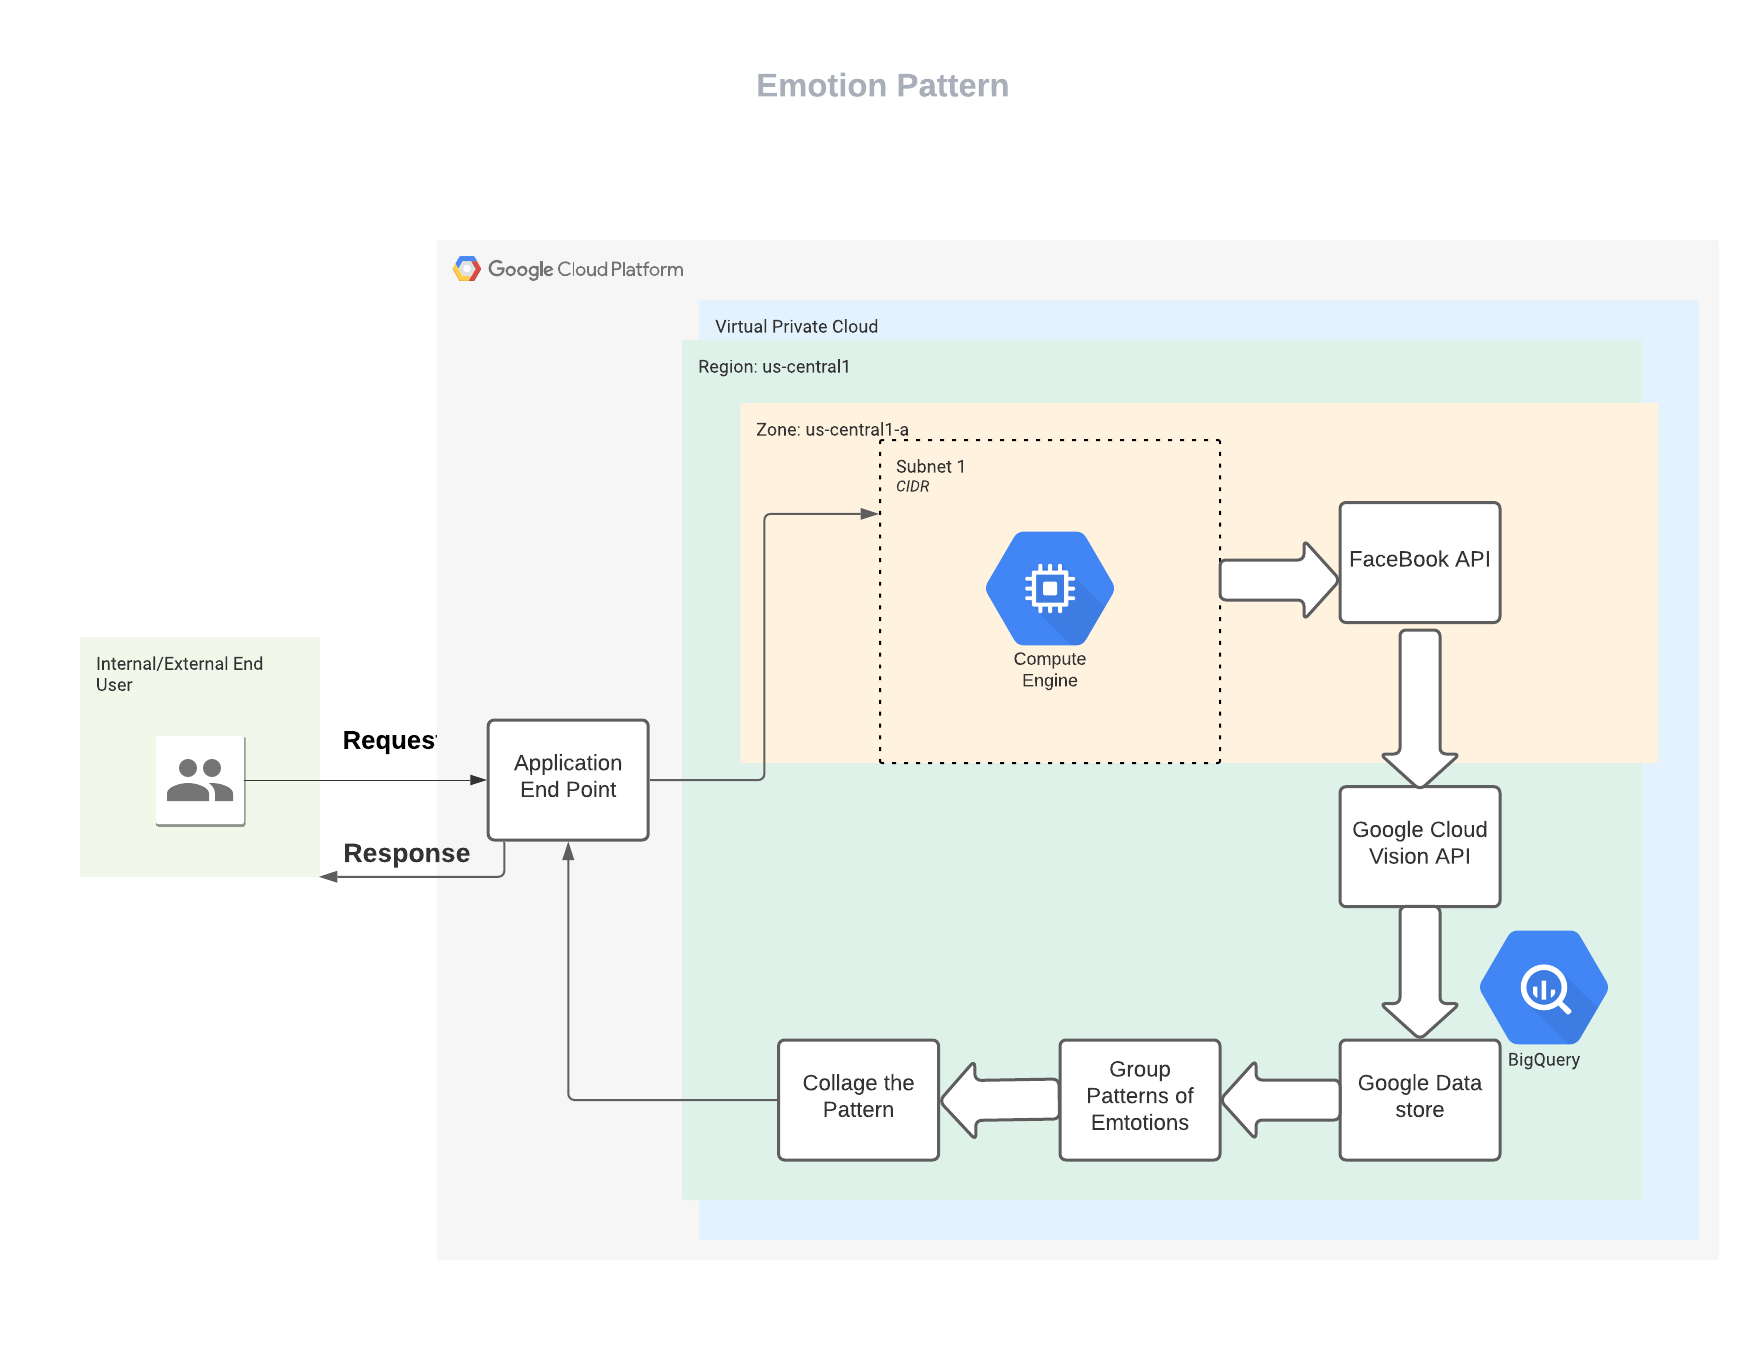 Emotion Pattern
Google Cloud Platform
Virtual Private Cloud
Region: us-central1
Zone: us-central1-a
Subnet 1
CIDR
Compute
Engine
FaceBook API
Internal/External End
User
Reques
Application
End Point
Response
Google Cloud
Vision API
BigQuery
Collage the
Pattern
Group
Patterns of
Emtotions
Google Data
store